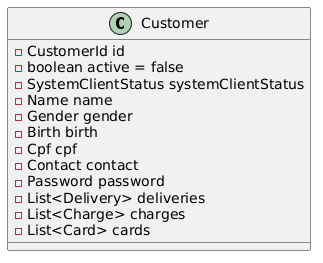 C Customer
CustomerId id
boolean active = false
SystemClientStatus systemClientStatus
Name name
Gender gender
Birth birth
Cpf cpf
Contact contact
Password password
List<Delivery> deliveries
List<Charge> charges
List<Card> cards